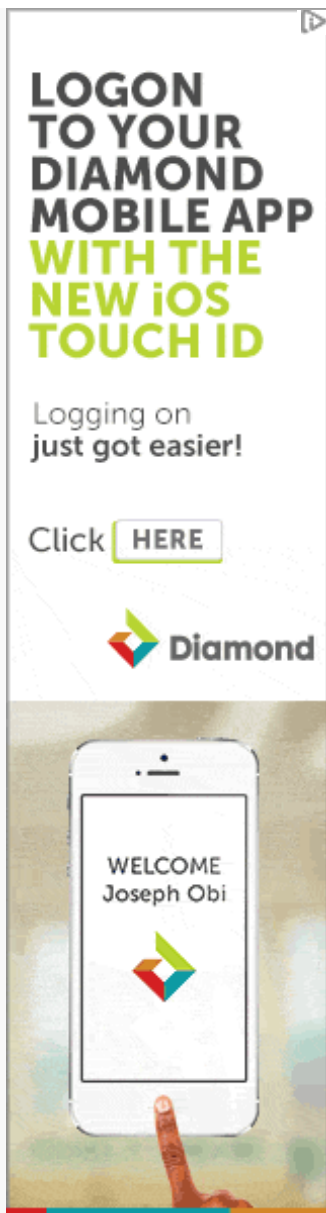 LOGON
TO YOUR
DIAMOND
MOBILE APP
WITH THE
NEW iOS
TOUCH ID
Logging on
just got easier!
Click HERE
Diamond
WELCOME
Joseph Obi